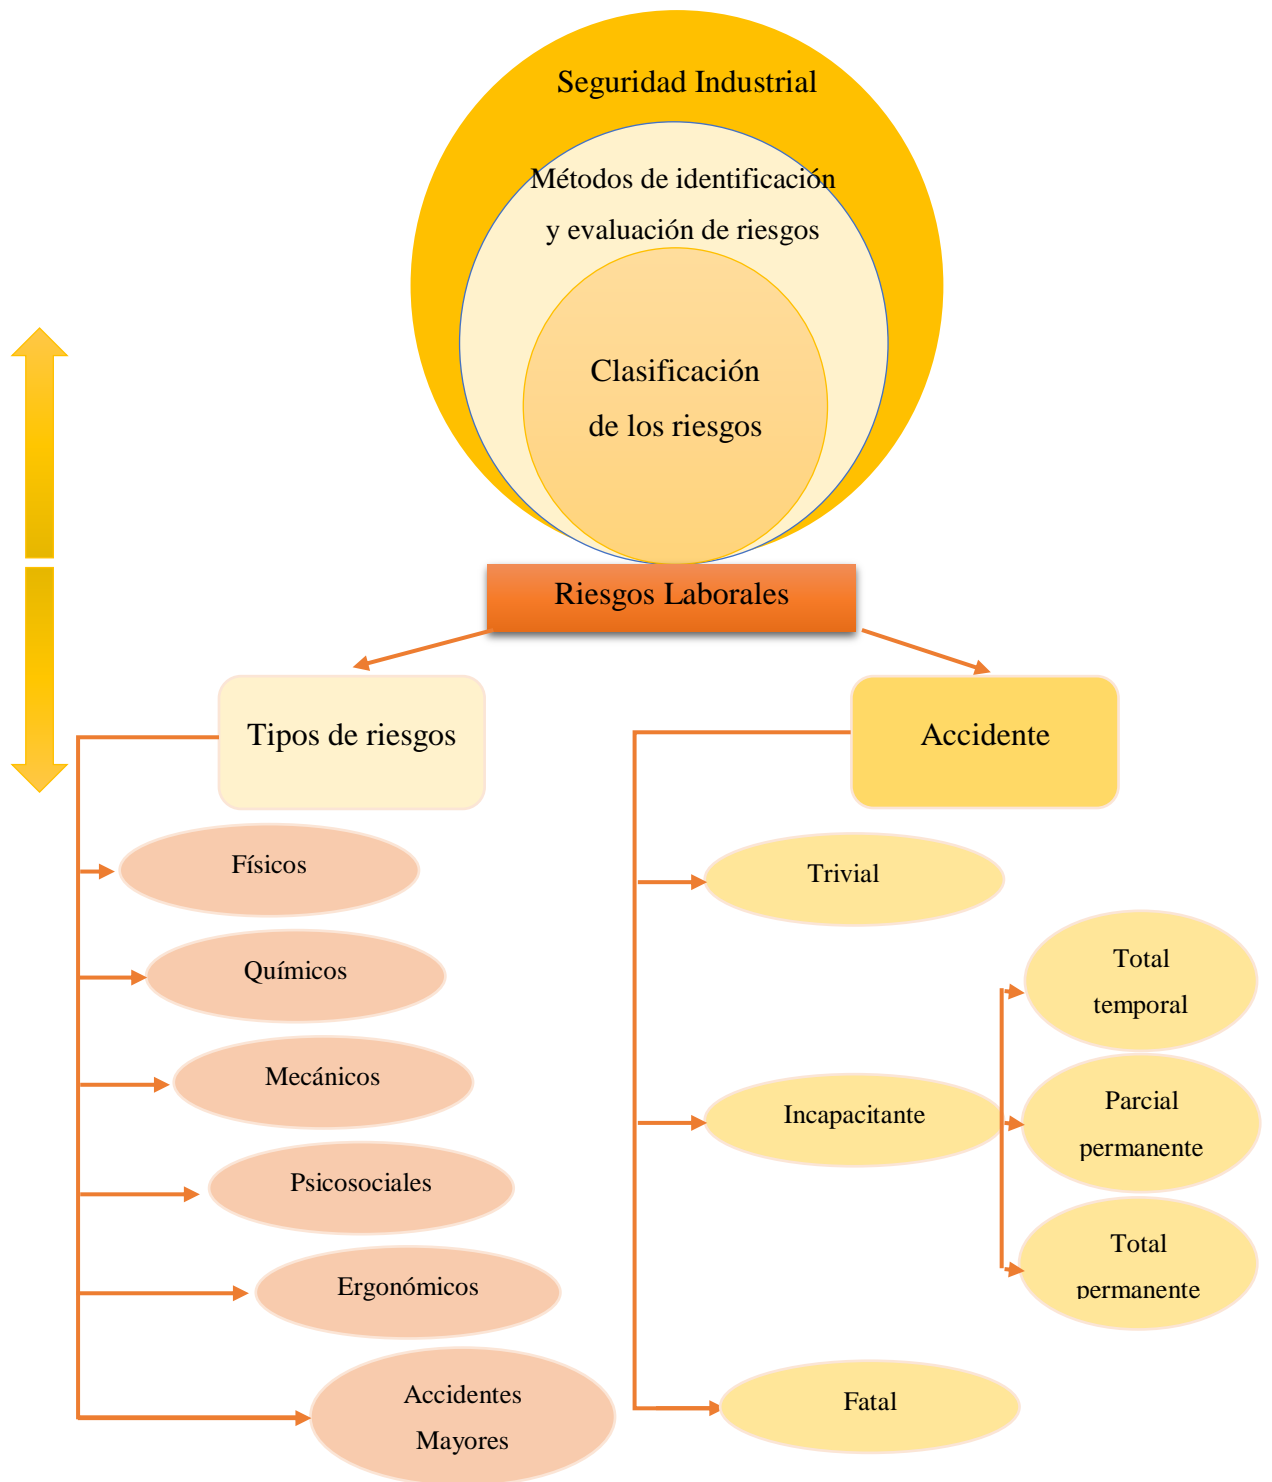 Seguridad Industrial
Métodos de identificación
y evaluación de riesgos
Clasificación
de los riesgos
Riesgos Laborales
Tipos de riesgos
Físicos
Químicos
Mecánicos
Psicosociales
Ergonómicos
Accidentes
Mayores
Accidente
Trivial
Incapacitante
Total
temporal
Parcial
permanente
Total
permanente
Fatal